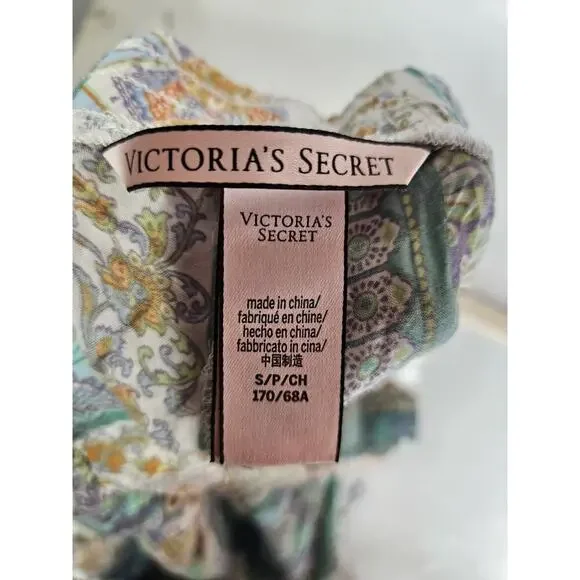 VICTORIA'S SECRET
VICTORIA'S
SECRET
made in china/
fabriqué en chine/
hecho en china/
fabbricato in cina/
中国制造
S/P/CH
170/68A